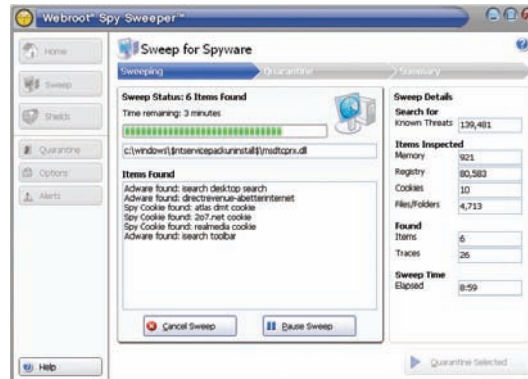 Webroot® Spy Sweeper™
Home
Sweep
Shields
Quarantine
Options
Alerts
Help
Sweep for Spyware
Sweeping
Quarantine
Summary
Sweep Status: 6 Items Found
Time remaining: 3 minutes
c:\windows\$ntservicepackuninstall$\msdtcprx.dll
Items Found
Adware found: isearch desktop search
Adware found: directrevenue-abetterinternet
Spy Cookie found: atlas dmt cookie
Spy Cookie found: 2o7.net cookie
Spy Cookie found: realmedia cookie
Adware found: isearch toolbar
Cancel Sweep
Pause Sweep
Sweep Details
Search for
Known Threats 139,481
Items Inspected
Memory 921
Registry 80,583
Cookies 10
Files/Folders 4,713
Found
Items 6
Traces 26
Sweep Time
Elapsed 8:59
Quarantine Selected